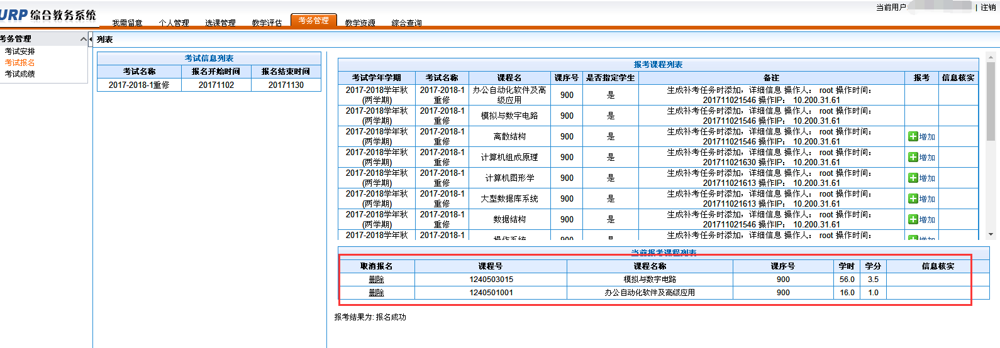 URP 综合教务系统
当前用户: | 注销
我需留意 个人管理 选课管理 教学评估 考务管理 教学资源 综合查询
考务管理
考试安排
考试报名
考试成绩
列表
考试信息列表
考试名称 报名开始时间 报名结束时间
2017-2018-1重修 20171102 20171130
报考课程列表
考试学年学期 考试名称 课程名 课序号 是否指定学生 备注 报考 信息核实
2017-2018学年秋 2017-2018-1 办公自动化软件及高 900 是 生成补考任务时添加，详细信息 操作人： root 操作时间：
(两学期) 重修 级应用 201711021546 操作IP： 10.200.31.61
2017-2018学年秋 2017-2018-1 模拟与数字电路 900 是 生成补考任务时添加，详细信息 操作人： root 操作时间：
(两学期) 重修 201711021546 操作IP： 10.200.31.61
2017-2018学年秋 2017-2018-1 离散结构 900 是 生成补考任务时添加，详细信息 操作人： root 操作时间： 增加
(两学期) 重修 201711021546 操作IP： 10.200.31.61
2017-2018学年秋 2017-2018-1 计算机组成原理 900 是 生成补考任务时添加，详细信息 操作人： root 操作时间： 增加
(两学期) 重修 201711021630 操作IP： 10.200.31.61
2017-2018学年秋 2017-2018-1 计算机图形学 900 是 生成补考任务时添加，详细信息 操作人： root 操作时间： 增加
(两学期) 重修 201711021613 操作IP： 10.200.31.61
2017-2018学年秋 2017-2018-1 大型数据库系统 900 是 生成补考任务时添加，详细信息 操作人： root 操作时间： 增加
(两学期) 重修 201711021613 操作IP： 10.200.31.61
2017-2018学年秋 2017-2018-1 数据结构 900 是 生成补考任务时添加，详细信息 操作人： root 操作时间： 增加
(两学期) 重修 201711021546 操作IP： 10.200.31.61
2017-2018学年秋 2017-2018-1 操作系统 900 是 生成补考任务时添加，详细信息 操作人： root 操作时间： 增加
当前报考课程列表
取消报名 课程号 课程名称 课序号 学时 学分 信息核实
删除 1240503015 模拟与数字电路 900 56.0 3.5
删除 1240501001 办公自动化软件及高级应用 900 16.0 1.0
报考结果为: 报名成功